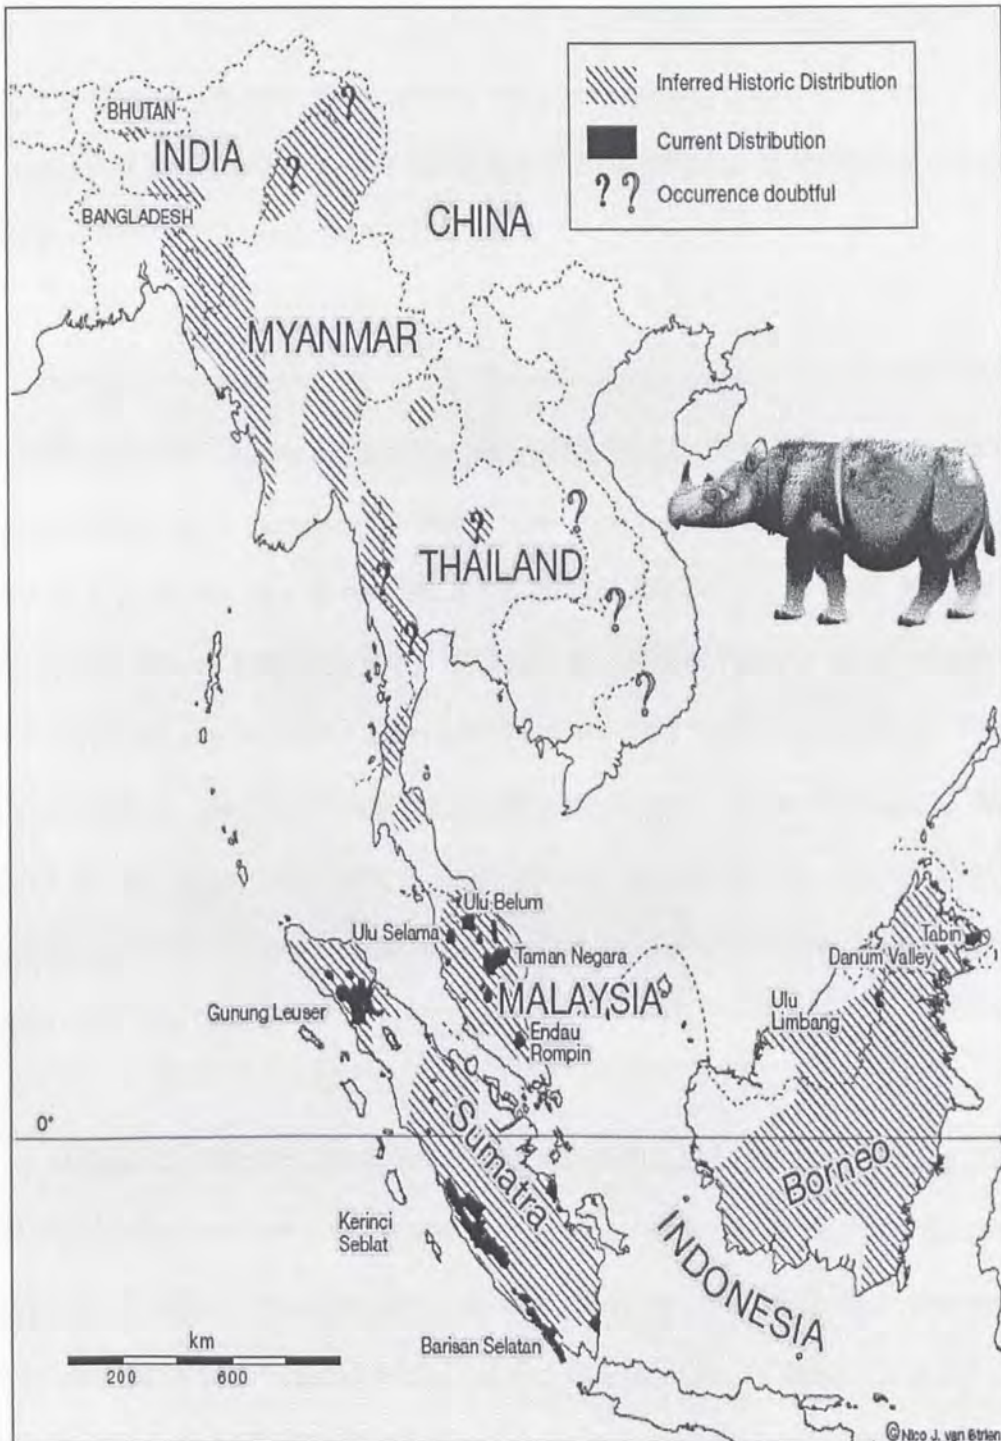 Inferred Historic Distribution
Current Distribution
? ? Occurrence doubtful
BHUTAN
INDIA
BANGLADESH
CHINA
MYANMAR
THAILAND
?
?
?
?
?
?
?
?
Ulu Belum
Ulu Selama
Taman Negara
Tabin
Danum Valley
MALAYSIA
Gunung Leuser
Ulu
Limbang
Endau
Rompin
0°
Sumatra
Borneo
Kerinci
Seblat
INDONESIA
km
200 600
Barisan Selatan
© Nico J. van Strien